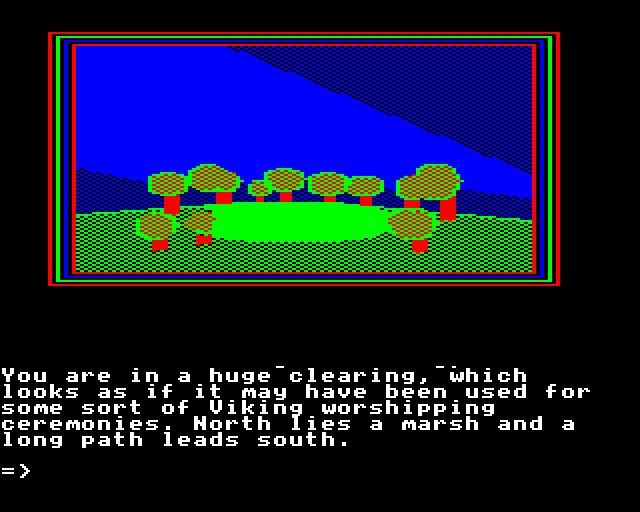 You are in a huge clearing, which
looks as if it may have been used for
some sort of Viking worshipping
ceremonies. North lies a marsh and a
long path leads south.
=>